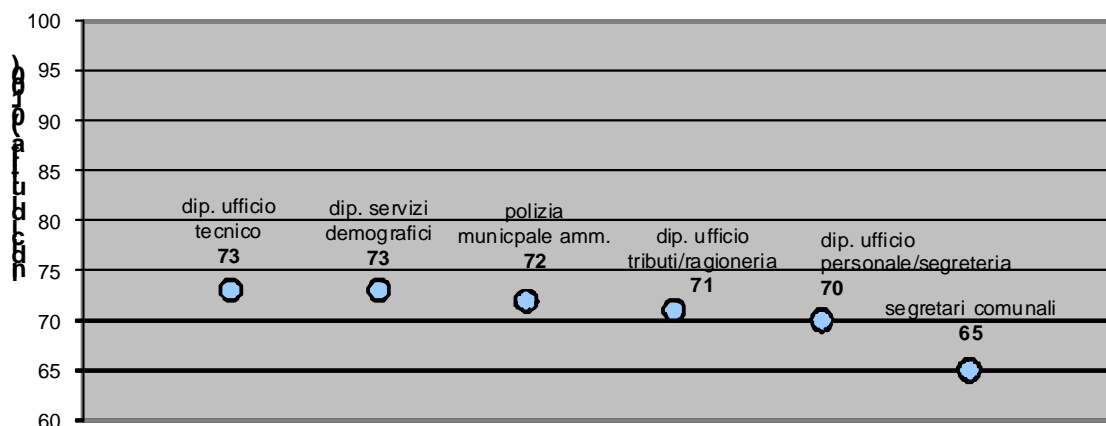 100
95
90
85
80
75
70
65
60
dip. ufficio
tecnico
73
dip. servizi
demografici
73
polizia
municpale amm.
72
dip. ufficio
tributi/ragioneria
71
dip. ufficio
personale/segreteria
70
segretari comunali
65